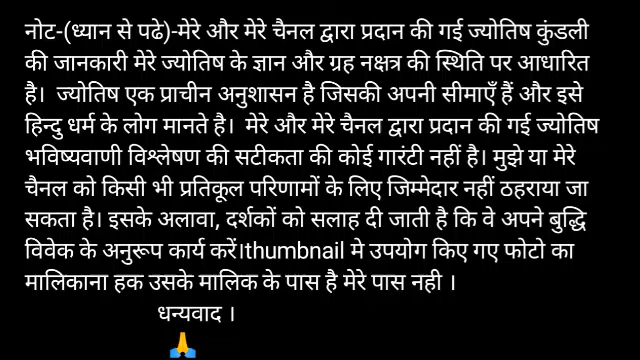 नोट-(ध्यान से पढे)-मेरे और मेरे चैनल द्वारा प्रदान की गई ज्योतिष कुंडली
की जानकारी मेरे ज्योतिष के ज्ञान और ग्रह नक्षत्र की स्थिति पर आधारित
है। ज्योतिष एक प्राचीन अनुशासन है जिसकी अपनी सीमाएँ हैं और इसे
हिन्दु धर्म के लोग मानते है। मेरे और मेरे चैनल द्वारा प्रदान की गई ज्योतिष
भविष्यवाणी विश्लेषण की सटीकता की कोई गारंटी नहीं है। मुझे या मेरे
चैनल को किसी भी प्रतिकूल परिणामों के लिए जिम्मेदार नहीं ठहराया जा
सकता है। इसके अलावा, दर्शकों को सलाह दी जाती है कि वे अपने बुद्धि
विवेक के अनुरूप कार्य करें।thumbnail मे उपयोग किए गए फोटो का
मालिकाना हक उसके मालिक के पास है मेरे पास नही ।
धन्यवाद ।
🙏